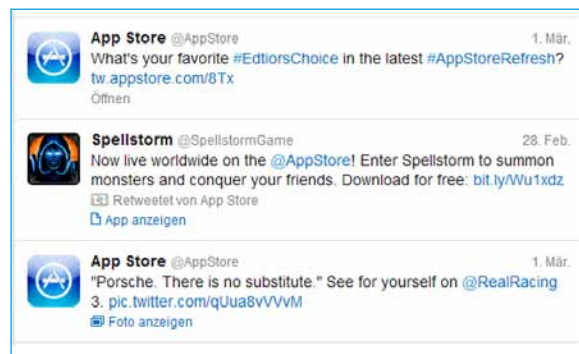 App Store @AppStore 1. Mär.
What's your favorite #EdtiorsChoice in the latest #AppStoreRefresh?
tw.appstore.com/8Tx
Öffnen
Spellstorm @SpellstormGame 28. Feb.
Now live worldwide on the @AppStore! Enter Spellstorm to summon
monsters and conquer your friends. Download for free: bit.ly/Wu1xdz
Retweetet von App Store
App anzeigen
App Store @AppStore 1. Mär.
"Porsche. There is no substitute." See for yourself on @RealRacing
3. pic.twitter.com/qUua8vVVvM
Foto anzeigen